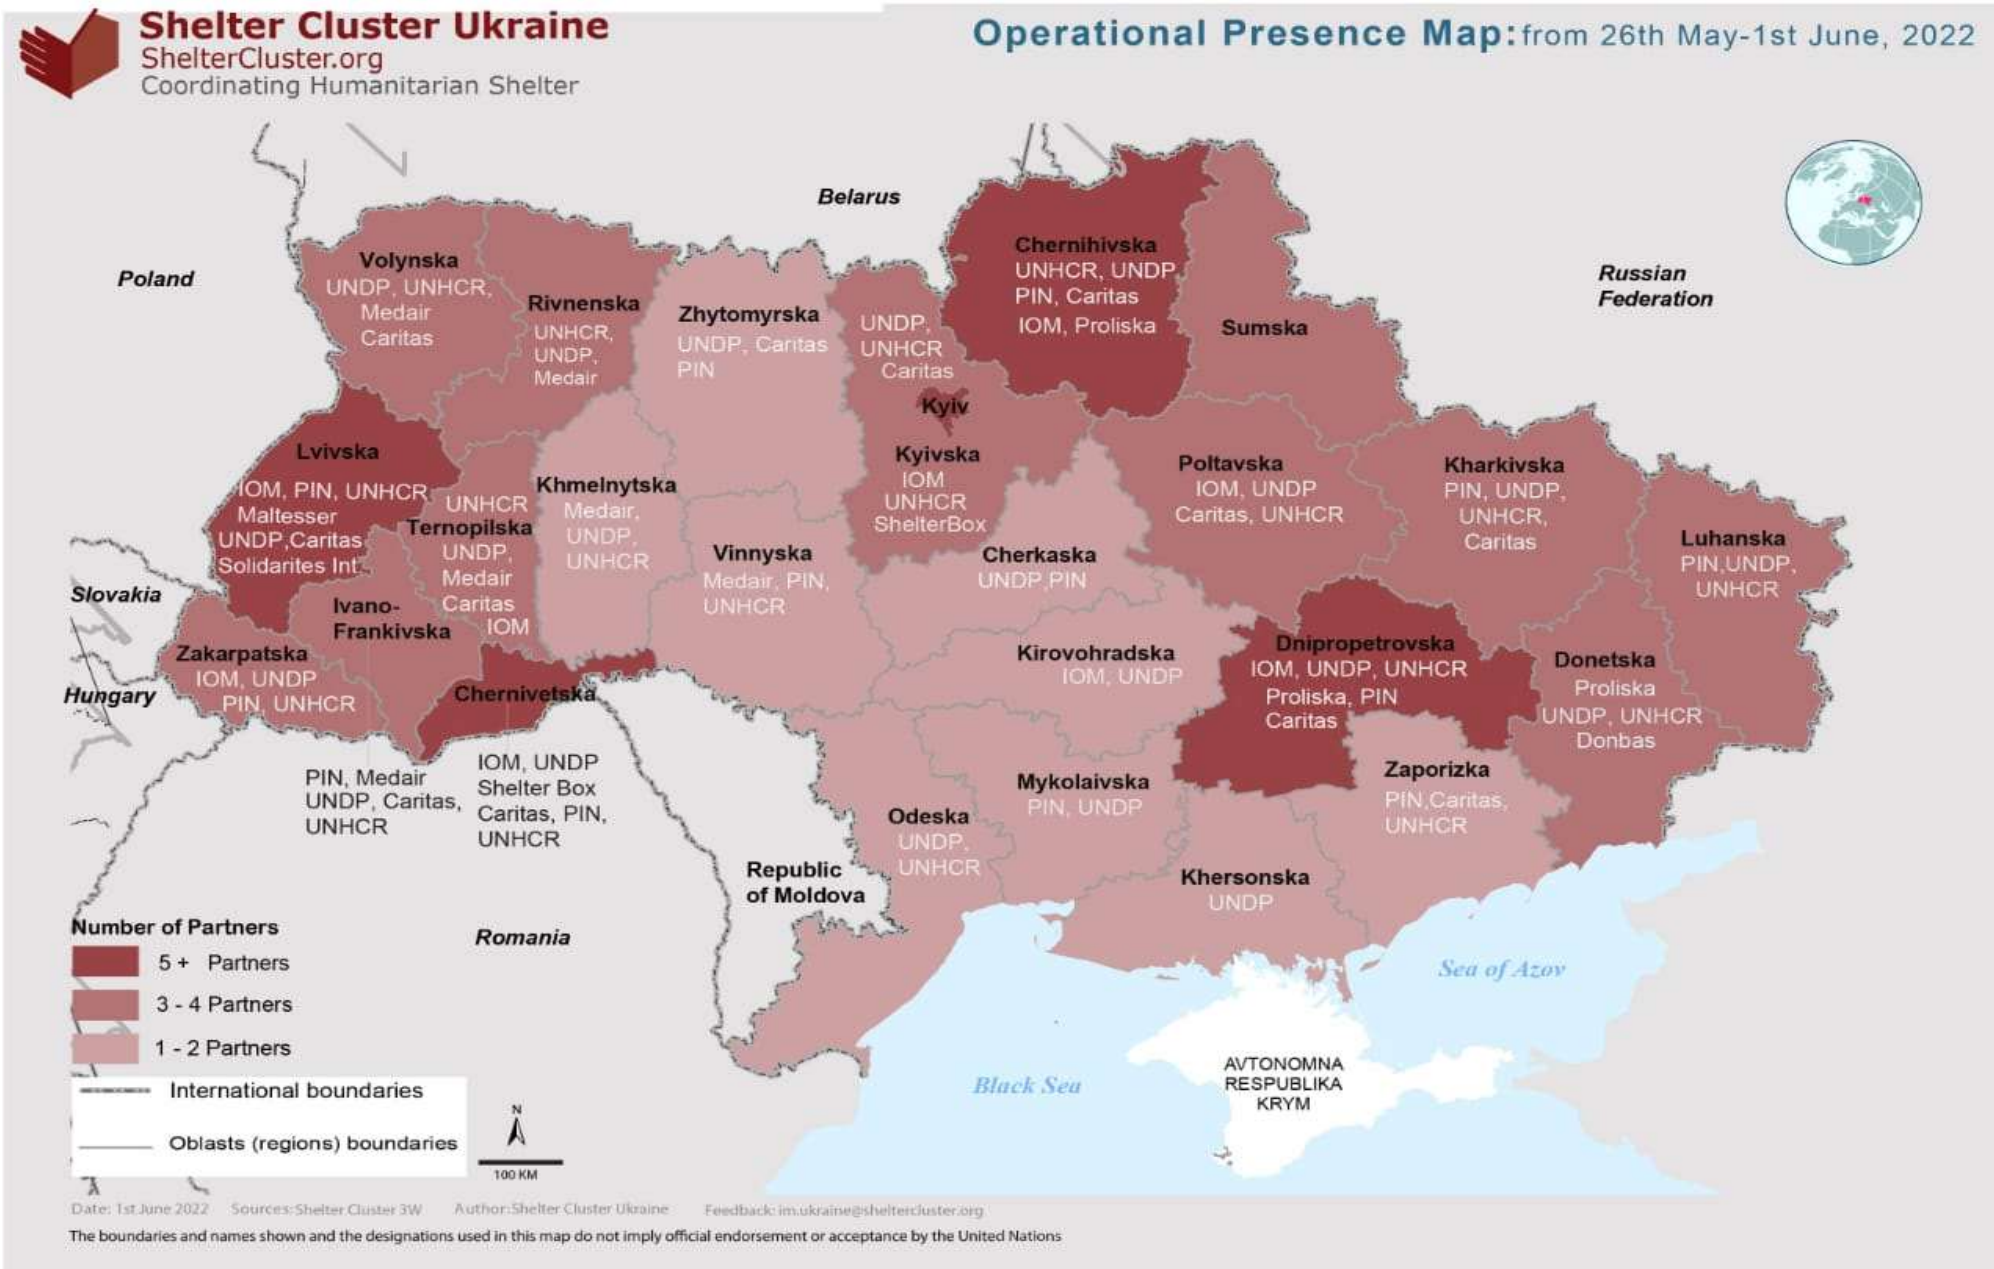 Shelter Cluster Ukraine
ShelterCluster.org
Coordinating Humanitarian Shelter
Operational Presence Map: from 26th May-1st June, 2022
Belarus
Poland
Russian
Federation
Slovakia
Hungary
Romania
Republic
of Moldova
Volynska
UNDP, UNHCR,
Medair
Caritas
Rivnenska
UNHCR,
UNDP,
Medair
Zhytomyrska
UNDP, Caritas
PIN
UNDP,
UNHCR
Caritas
Kyiv
Kyivska
IOM
UNHCR
ShelterBox
Chernihivska
UNHCR, UNDP,
PIN, Caritas
IOM, Proliska
Sumska
Lvivska
IOM, PIN, UNHCR
Maltesser
UNDP,Caritas
Solidarites Int.
UNHCR
Ternopilska
UNDP,
Medair
Caritas
IOM
Khmelnytska
Medair,
UNDP,
UNHCR
Vinnyska
Medair, PIN,
UNHCR
Cherkaska
UNDP,PIN
Poltavska
IOM, UNDP
Caritas, UNHCR
Kharkivska
PIN, UNDP,
UNHCR,
Caritas
Luhanska
PIN,UNDP,
UNHCR
Ivano-
Frankivska
Zakarpatska
IOM, UNDP
PIN, UNHCR
Chernivetska
PIN, Medair
UNDP, Caritas,
UNHCR
IOM, UNDP
Shelter Box
Caritas, PIN,
UNHCR
Kirovohradska
IOM, UNDP
Dnipropetrovska
IOM, UNDP, UNHCR
Proliska, PIN
Caritas
Donetska
Proliska
UNDP, UNHCR
Donbas
Zaporizka
PIN,Caritas,
UNHCR
Mykolaivska
PIN, UNDP
Odeska
UNDP,
UNHCR
Khersonska
UNDP
Sea of Azov
Black Sea
AVTONOMNA
RESPUBLIKA
KRYM
Number of Partners
5 + Partners
3 - 4 Partners
1 - 2 Partners
International boundaries
Oblasts (regions) boundaries
N
100 KM
Date: 1st June 2022 Sources: Shelter Cluster 3W Author: Shelter Cluster Ukraine Feedback: im.ukraine@sheltercluster.org
The boundaries and names shown and the designations used in this map do not imply official endorsement or acceptance by the United Nations